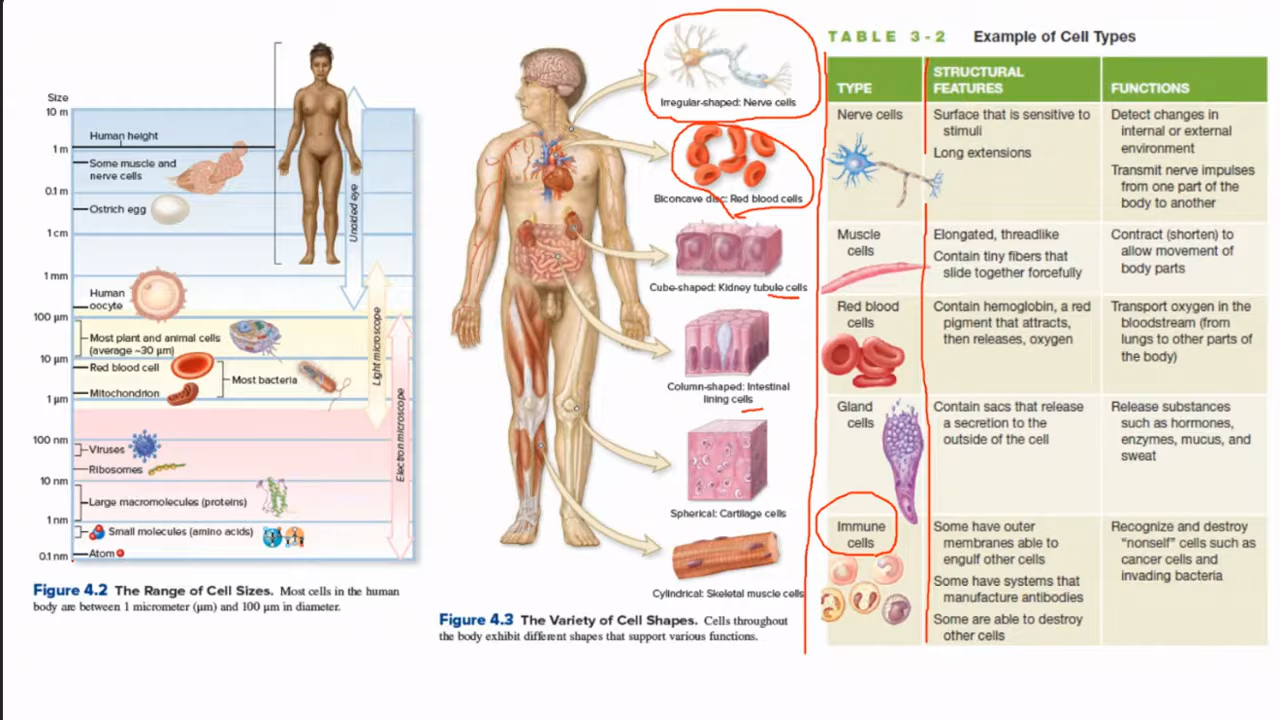 Size
10 m
Human height
1 m
Some muscle and
nerve cells
0.1 m
Ostrich egg
1 cm
1 mm
Human
oocyte
100 µm
Most plant and animal cells
(average ~30 µm)
10 µm
Red blood cell
Most bacteria
Mitochondrion
1 µm
100 nm
Viruses
Ribosomes
10 nm
Large macromolecules (proteins)
1 nm
Small molecules (amino acids)
Atom
0.1 nm
Unaided eye
Light microscope
Electron microscope
Figure 4.2 The Range of Cell Sizes. Most cells in the human
body are between 1 micrometer (µm) and 100 µm in diameter.
Irregular-shaped: Nerve cells
Biconcave disc: Red blood cells
Cube-shaped: Kidney tubule cells
Column-shaped: Intestinal
lining cells
Spherical: Cartilage cells
Cylindrical: Skeletal muscle cells
Figure 4.3 The Variety of Cell Shapes. Cells throughout
the body exhibit different shapes that support various functions.
TABLE 3-2 Example of Cell Types
TYPE
STRUCTURAL
FEATURES
FUNCTIONS
Nerve cells
Surface that is sensitive to
stimuli
Long extensions
Detect changes in
internal or external
environment
Transmit nerve impulses
from one part of the
body to another
Muscle
cells
Elongated, threadlike
Contain tiny fibers that
slide together forcefully
Contract (shorten) to
allow movement of
body parts
Red blood
cells
Contain hemoglobin, a red
pigment that attracts,
then releases, oxygen
Transport oxygen in the
bloodstream (from
lungs to other parts of
the body)
Gland
cells
Contain sacs that release
a secretion to the
outside of the cell
Release substances
such as hormones,
enzymes, mucus, and
sweat
Immune
cells
Some have outer
membranes able to
engulf other cells
Some have systems that
manufacture antibodies
Some are able to destroy
other cells
Recognize and destroy
"nonself" cells such as
cancer cells and
invading bacteria